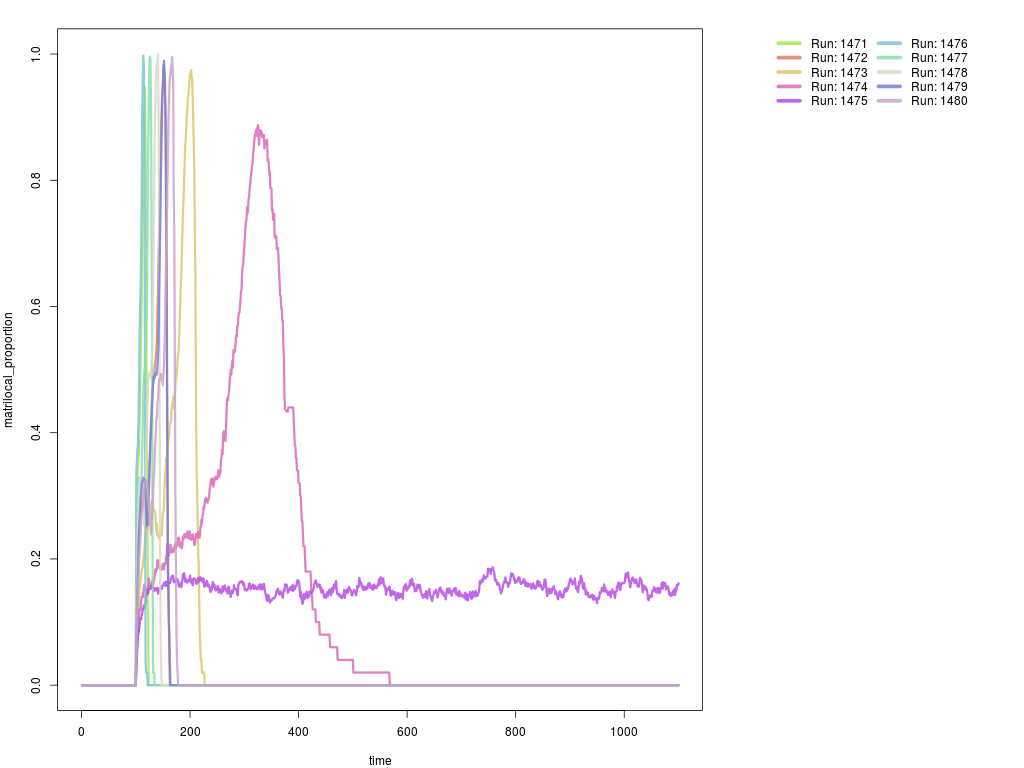 Run: 1471 Run: 1476
Run: 1472 Run: 1477
Run: 1473 Run: 1478
Run: 1474 Run: 1479
Run: 1475 Run: 1480
1.0
0.8
0.6
0.4
0.2
0.0
matrilocal_proportion
0 200 400 600 800 1000
time